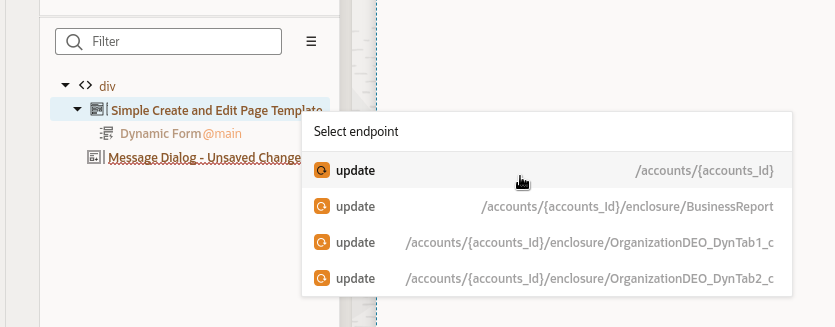 Filter
div
Simple Create and Edit Page Template
Dynamic Form @main
Message Dialog - Unsaved Change
Select endpoint
update /accounts/{accounts_Id}
update /accounts/{accounts_Id}/enclosure/BusinessReport
update /accounts/{accounts_Id}/enclosure/OrganizationDEO_DynTab1_c
update /accounts/{accounts_Id}/enclosure/OrganizationDEO_DynTab2_c